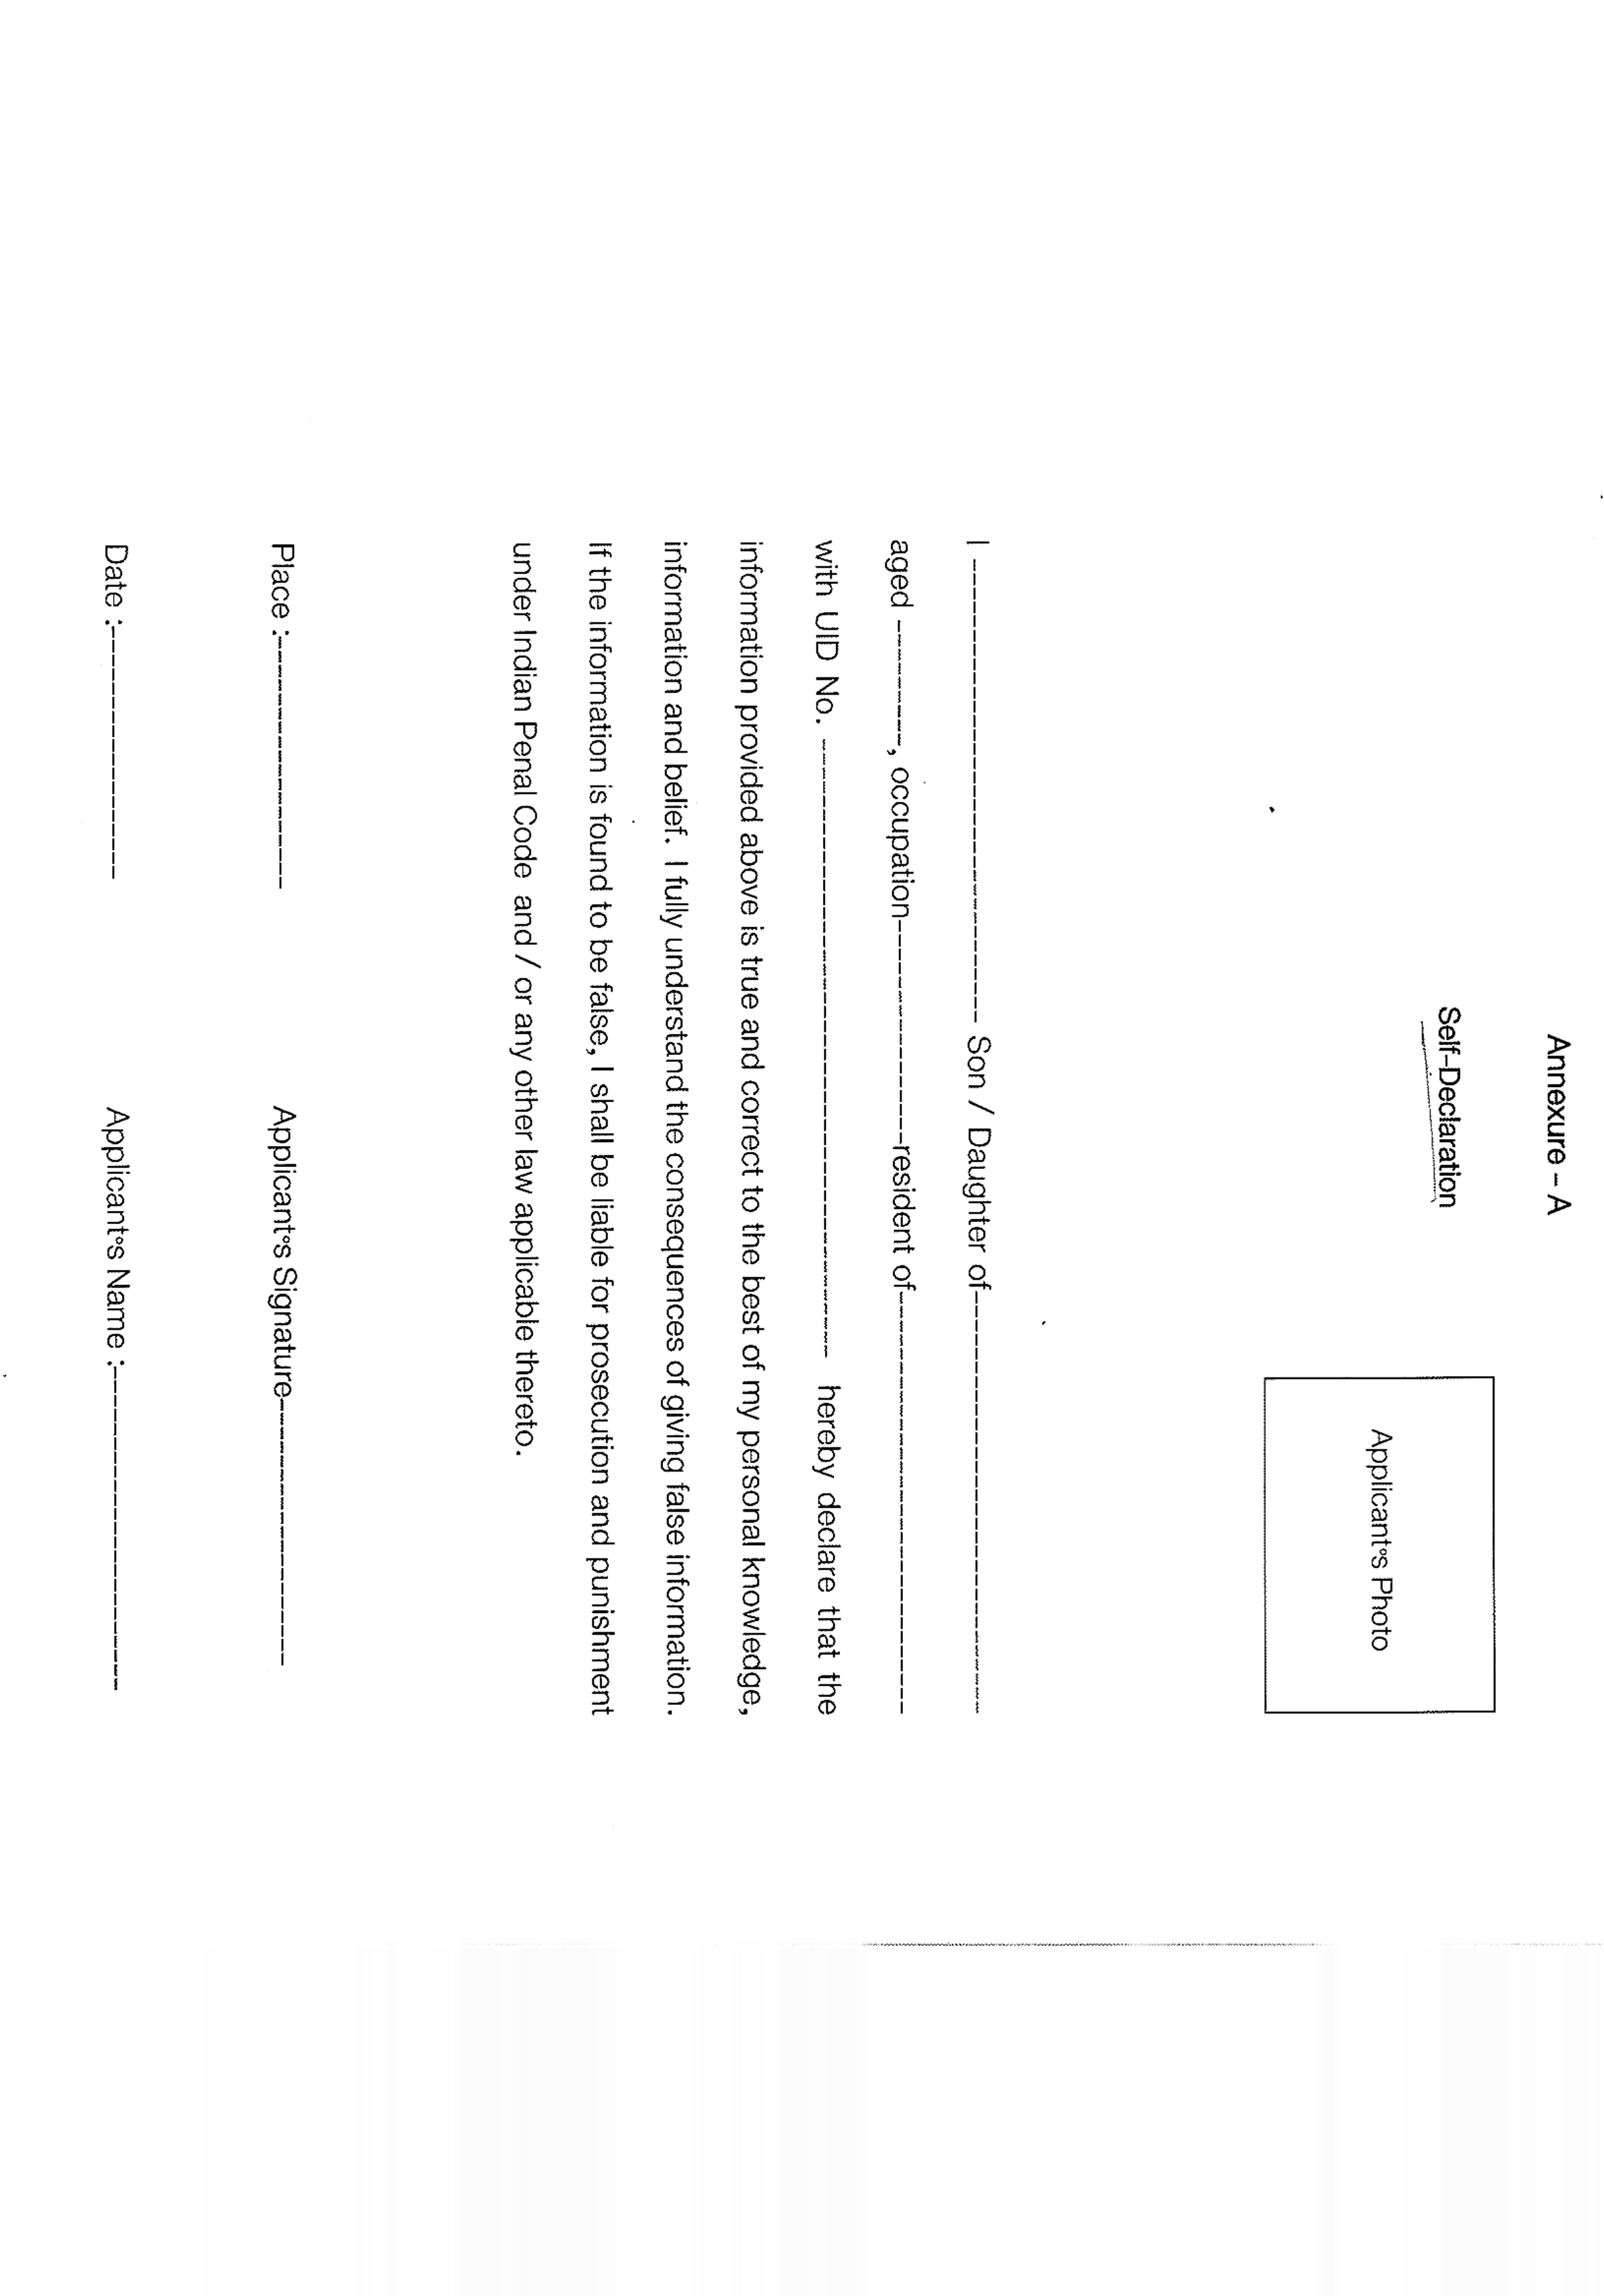 Annexure – A
Self-Declaration
Applicant°s Photo
I ------------------------------------------ Son / Daughter of--------------------------------------
aged ------------, occupation--------------------resident of--------------------------------------
with UID No. ------------------------------------------------------ hereby declare that the
information provided above is true and correct to the best of my personal knowledge,
information and belief. I fully understand the consequences of giving false information.
If the information is found to be false, I shall be liable for prosecution and punishment
under Indian Penal Code and / or any other law applicable thereto.
Place :----------------------- Applicant°s Signature------------------------
Date :----------------------- Applicant°s Name :-----------------------------